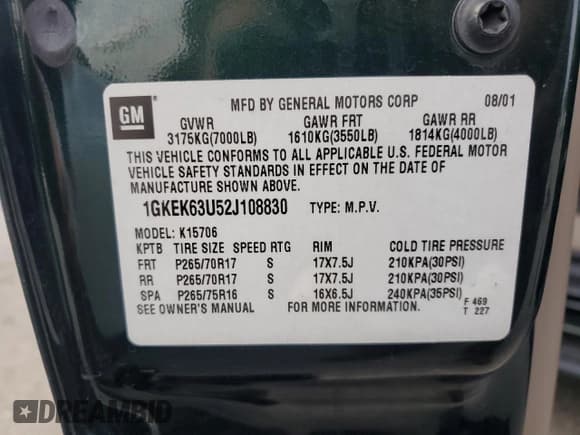 GM
MFD BY GENERAL MOTORS CORP 08/01
GVWR GAWR FRT GAWR RR
3175KG(7000LB) 1610KG(3550LB) 1814KG(4000LB)
THIS VEHICLE CONFORMS TO ALL APPLICABLE U.S. FEDERAL MOTOR
VEHICLE SAFETY STANDARDS IN EFFECT ON THE DATE OF
MANUFACTURE SHOWN ABOVE.
1GKEK63U52J108830 TYPE: M.P.V.
MODEL: K15706
KPTB TIRE SIZE SPEED RTG RIM COLD TIRE PRESSURE
FRT P265/70R17 S 17X7.5J 210KPA(30PSI)
RR P265/70R17 S 17X7.5J 210KPA(30PSI)
SPA P265/75R16 S 16X6.5J 240KPA(35PSI)
SEE OWNER'S MANUAL FOR MORE INFORMATION.
F 469
T 227
DREAMBID